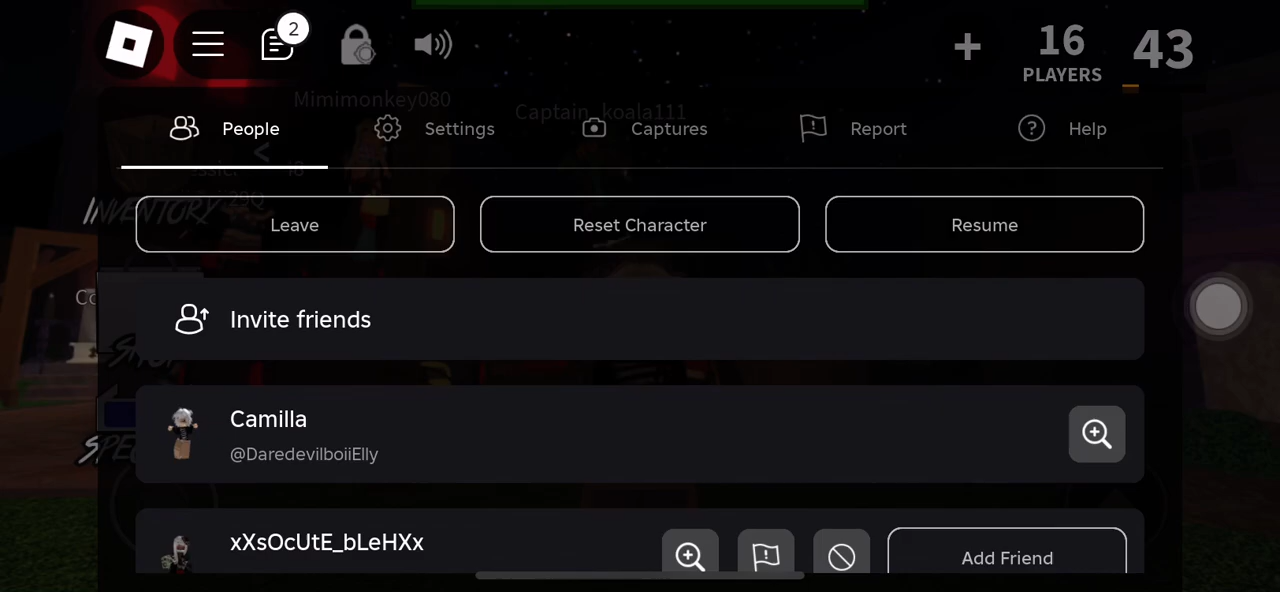 2
16
PLAYERS
43
Mimimonkey080
Captain_koala111
People
Settings
Captures
Report
Help
INVENTORY
Leave
Reset Character
Resume
Invite friends
SHOP
Camilla
@DaredevilboiiElly
xXsOcUtE_bLeHXx
Add Friend